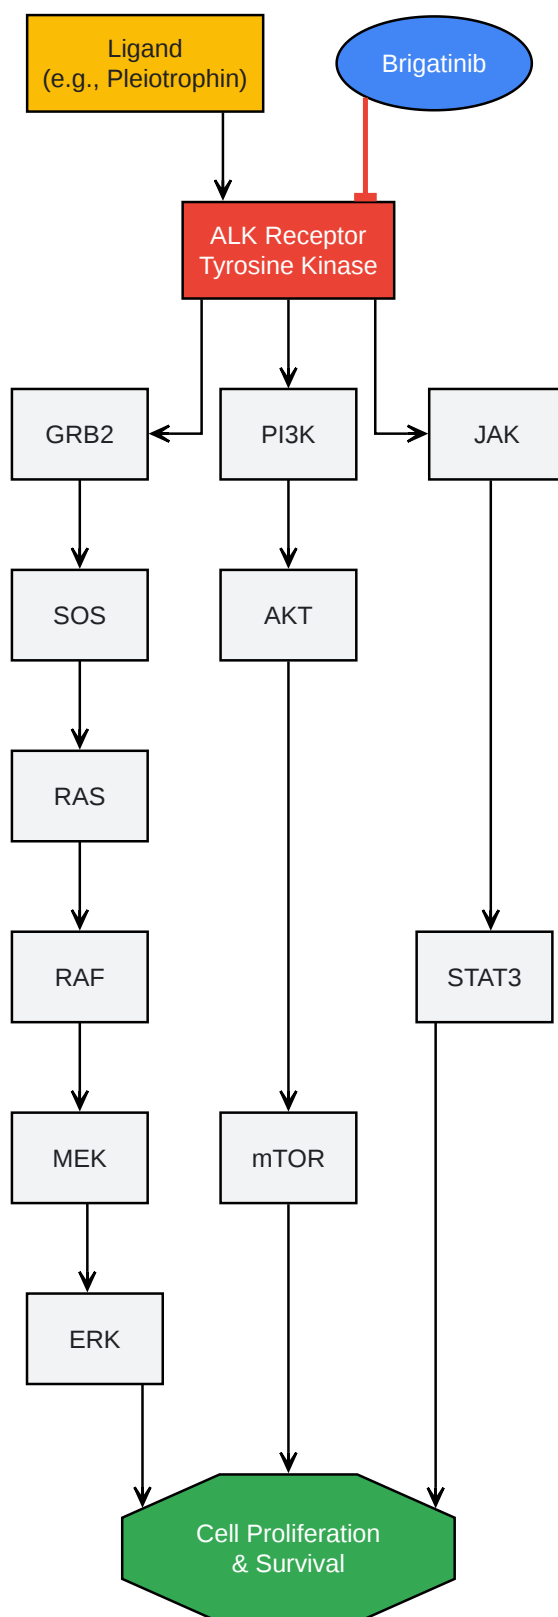 Ligand
(e.g., Pleiotrophin)
Brigatinib
ALK Receptor
Tyrosine Kinase
GRB2
PI3K
JAK
SOS
AKT
RAS
RAF
STAT3
MEK
mTOR
ERK
Cell Proliferation
& Survival